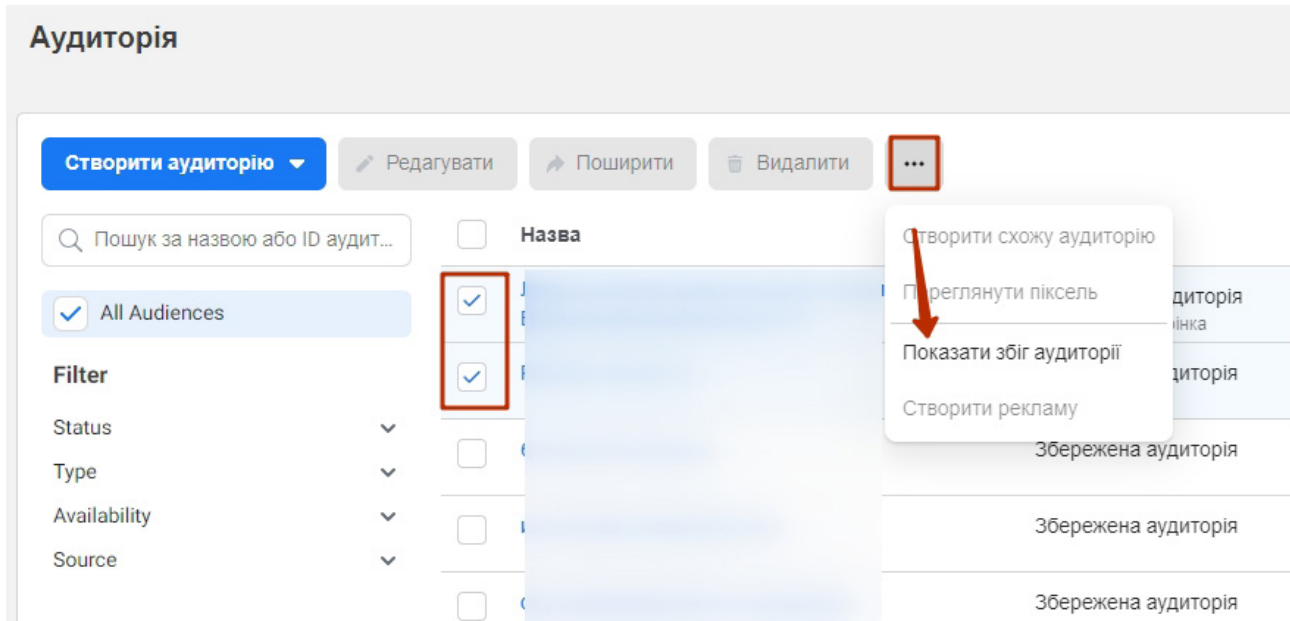 Аудиторія
Створити аудиторію
Редагувати
Поширити
Видалити
Пошук за назвою або ID аудит...
Назва
Створити схожу аудиторію
All Audiences
Переглянути піксель
Filter
Показати збіг аудиторії
Status
Створити рекламу
Збережена аудиторія
Type
Availability
Збережена аудиторія
Source
Збережена аудиторія